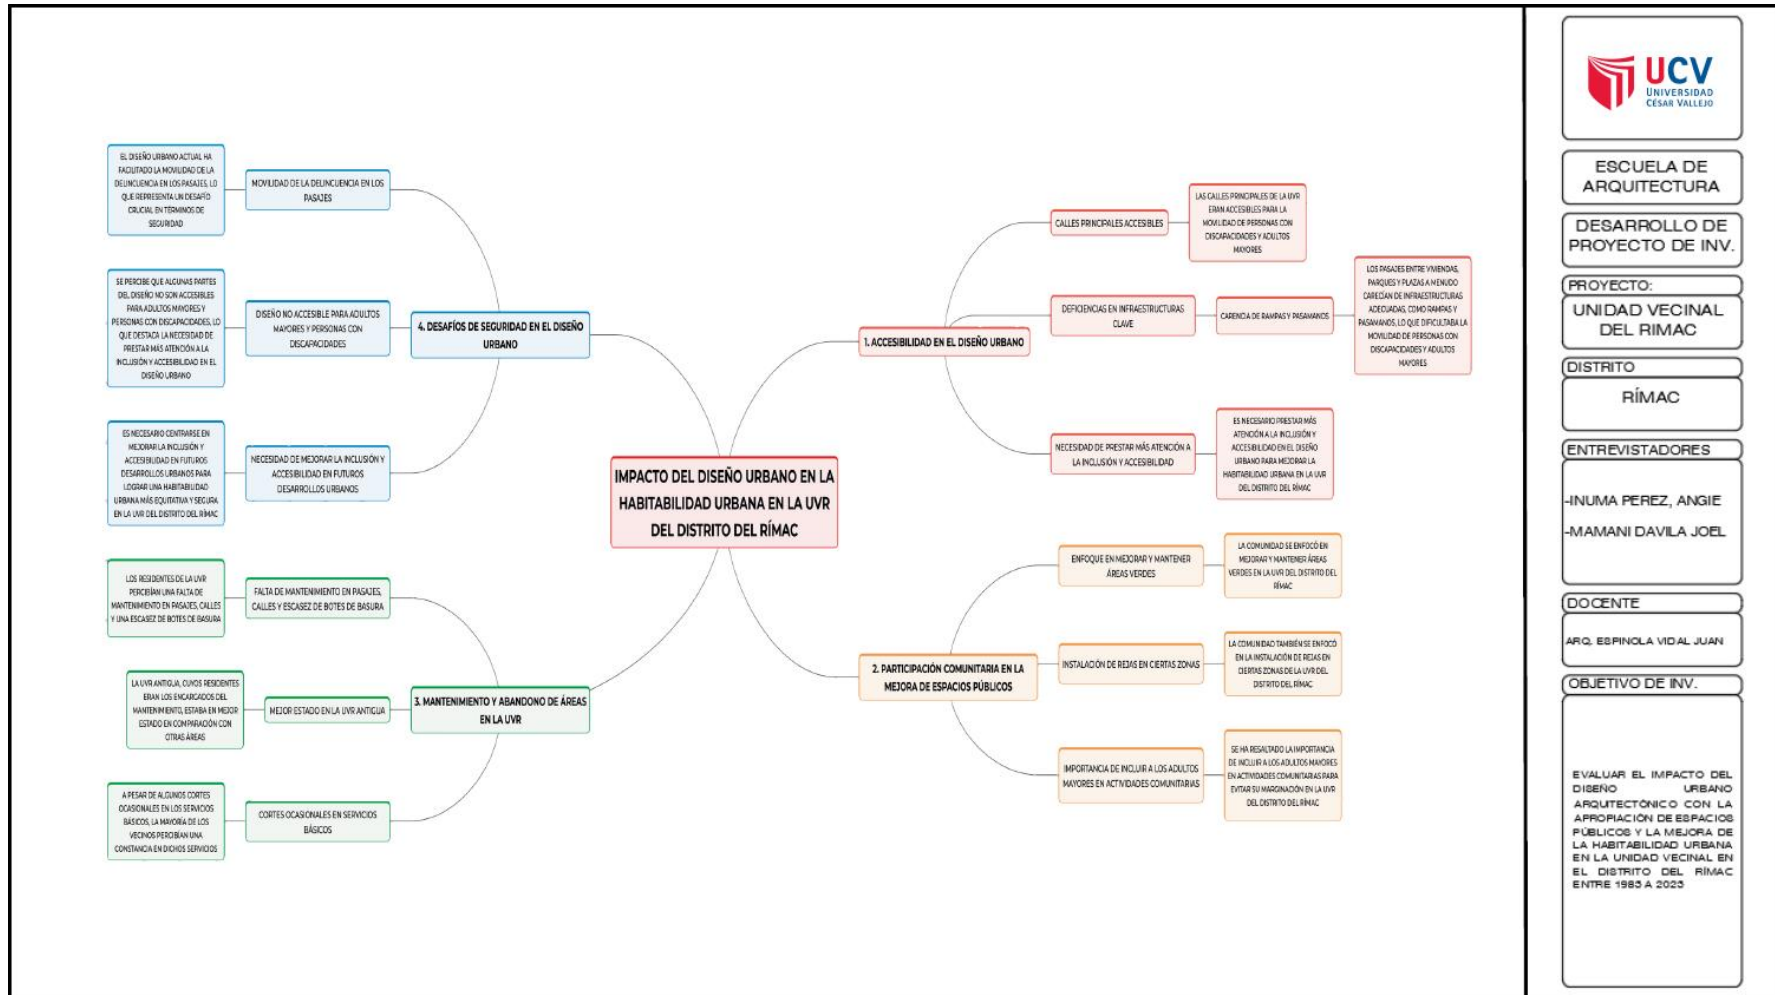 IMPACTO DEL DISEÑO URBANO EN LA
HABITABILIDAD URBANA EN LA UVR
DEL DISTRITO DEL RÍMAC
1. ACCESIBILIDAD EN EL DISEÑO URBANO
CALLES PRINCIPALES ACCESIBLES
LAS CALLES PRINCIPALES DE LA UVR
ERAN ACCESIBLES PARA LA
MOVILIDAD DE PERSONAS CON
DISCAPACIDADES Y ADULTOS
MAYORES
DEFICIENCIAS EN INFRAESTRUCTURAS
CLAVE
CARENCIA DE RAMPAS Y PASAMANOS
LOS PASAJES ENTRE VIVIENDAS,
PARQUES Y PLAZAS A MENUDO
CARECÍAN DE INFRAESTRUCTURAS
ADECUADAS, COMO RAMPAS Y
PASAMANOS, LO QUE DIFICULTABA LA
MOVILIDAD DE PERSONAS CON
DISCAPACIDADES Y ADULTOS
MAYORES
NECESIDAD DE PRESTAR MÁS ATENCIÓN A
LA INCLUSIÓN Y ACCESIBILIDAD
ES NECESARIO PRESTAR MÁS
ATENCIÓN A LA INCLUSIÓN Y
ACCESIBILIDAD EN EL DISEÑO
URBANO PARA MEJORAR LA
HABITABILIDAD URBANA EN LA UVR
DEL DISTRITO DEL RÍMAC
2. PARTICIPACIÓN COMUNITARIA EN LA
MEJORA DE ESPACIOS PÚBLICOS
ENFOQUE EN MEJORAR Y MANTENER
ÁREAS VERDES
LA COMUNIDAD SE ENFOCÓ EN
MEJORAR Y MANTENER ÁREAS
VERDES EN LA UVR DEL DISTRITO DEL
RÍMAC
INSTALACIÓN DE REJAS EN CIERTAS ZONAS
LA COMUNIDAD TAMBIÉN SE ENFOCÓ
EN LA INSTALACIÓN DE REJAS EN
CIERTAS ZONAS DE LA UVR DEL
DISTRITO DEL RÍMAC
IMPORTANCIA DE INCLUIR A LOS ADULTOS
MAYORES EN ACTIVIDADES COMUNITARIAS
SE HA RESALTADO LA IMPORTANCIA
DE INCLUIR A LOS ADULTOS MAYORES
EN ACTIVIDADES COMUNITARIAS PARA
EVITAR SU MARGINACIÓN EN LA UVR
DEL DISTRITO DEL RÍMAC
3. MANTENIMIENTO Y ABANDONO DE ÁREAS
EN LA UVR
FALTA DE MANTENIMIENTO EN PASAJES,
CALLES Y ESCASEZ DE BOTES DE BASURA
LOS RESIDENTES DE LA UVR
PERCIBÍAN UNA FALTA DE
MANTENIMIENTO EN PASAJES, CALLES
Y UNA ESCASEZ DE BOTES DE BASURA
MEJOR ESTADO EN LA UVR ANTIGUA
LA UVR ANTIGUA, CUYOS RESIDENTES
ERAN LOS ENCARGADOS DEL
MANTENIMIENTO, ESTABA EN MEJOR
ESTADO EN COMPARACIÓN CON
OTRAS ÁREAS
CORTES OCASIONALES EN SERVICIOS
BÁSICOS
A PESAR DE ALGUNOS CORTES
OCASIONALES EN LOS SERVICIOS
BÁSICOS, LA MAYORÍA DE LOS
VECINOS PERCIBÍAN UNA
CONSTANCIA EN DICHOS SERVICIOS
4. DESAFÍOS DE SEGURIDAD EN EL DISEÑO
URBANO
MOVILIDAD DE LA DELINCUENCIA EN LOS
PASAJES
EL DISEÑO URBANO ACTUAL HA
FACILITADO LA MOVILIDAD DE LA
DELINCUENCIA EN LOS PASAJES, LO
QUE REPRESENTA UN DESAFÍO
CRUCIAL EN TÉRMINOS DE
SEGURIDAD
DISEÑO NO ACCESIBLE PARA ADULTOS
MAYORES Y PERSONAS CON
DISCAPACIDADES
SE PERCIBE QUE ALGUNAS PARTES
DEL DISEÑO NO SON ACCESIBLES
PARA ADULTOS MAYORES Y
PERSONAS CON DISCAPACIDADES, LO
QUE DESTACA LA NECESIDAD DE
PRESTAR MÁS ATENCIÓN A LA
INCLUSIÓN Y ACCESIBILIDAD EN EL
DISEÑO URBANO
NECESIDAD DE MEJORAR LA INCLUSIÓN Y
ACCESIBILIDAD EN FUTUROS
DESARROLLOS URBANOS
ES NECESARIO CENTRARSE EN
MEJORAR LA INCLUSIÓN Y
ACCESIBILIDAD EN FUTUROS
DESARROLLOS URBANOS PARA
LOGRAR UNA HABITABILIDAD
URBANA MÁS EQUITATIVA Y SEGURA
EN LA UVR DEL DISTRITO DEL RÍMAC
UCV
UNIVERSIDAD
CÉSAR VALLEJO
ESCUELA DE
ARQUITECTURA
DESARROLLO DE
PROYECTO DE INV.
PROYECTO:
UNIDAD VECINAL
DEL RIMAC
DISTRITO
RÍMAC
ENTREVISTADORES
-INUMA PEREZ, ANGIE
-MAMANI DAVILA JOEL
DOCENTE
ARQ. ESPINOLA VIDAL JUAN
OBJETIVO DE INV.
EVALUAR EL IMPACTO DEL
DISEÑO URBANO
ARQUITECTÓNICO CON LA
APROPIACIÓN DE ESPACIOS
PÚBLICOS Y LA MEJORA DE
LA HABITABILIDAD URBANA
EN LA UNIDAD VECINAL EN
EL DISTRITO DEL RÍMAC
ENTRE 1985 A 2023